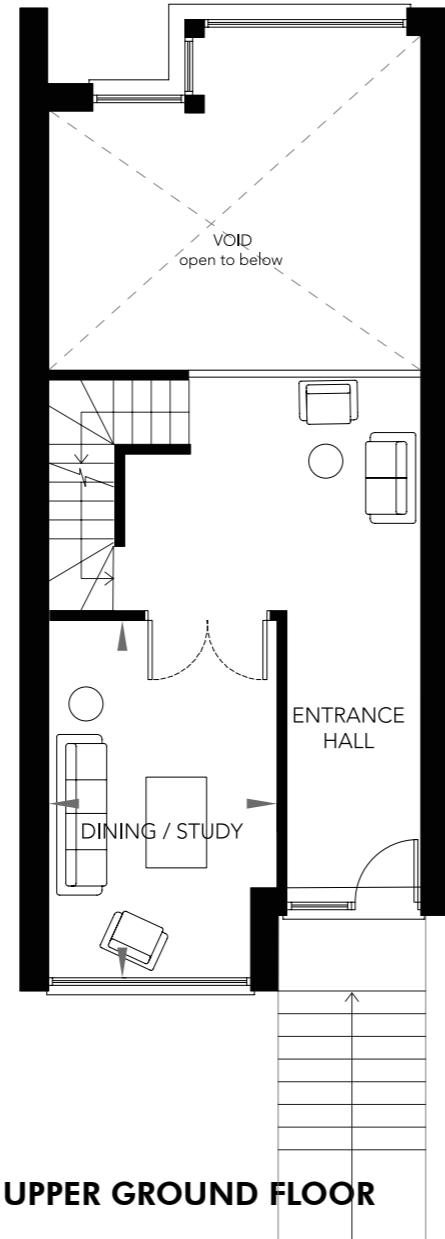 VOID
open to below
ENTRANCE
HALL
DINING / STUDY
UPPER GROUND FLOOR